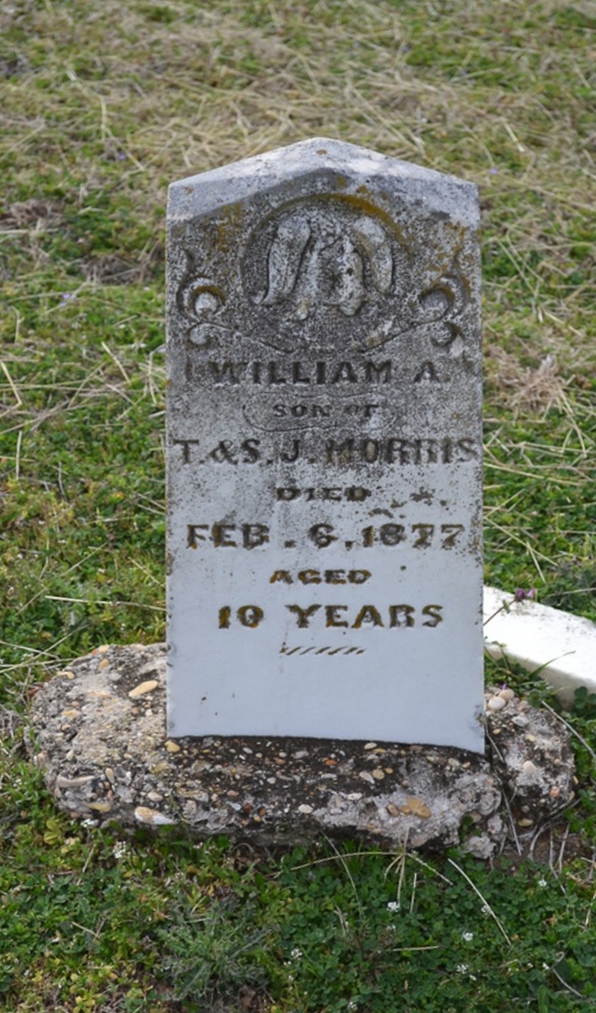 WILLIAM A.
SON OF
T. & S. J. MORRIS
DIED
FEB. 6, 1877
AGED
10 YEARS